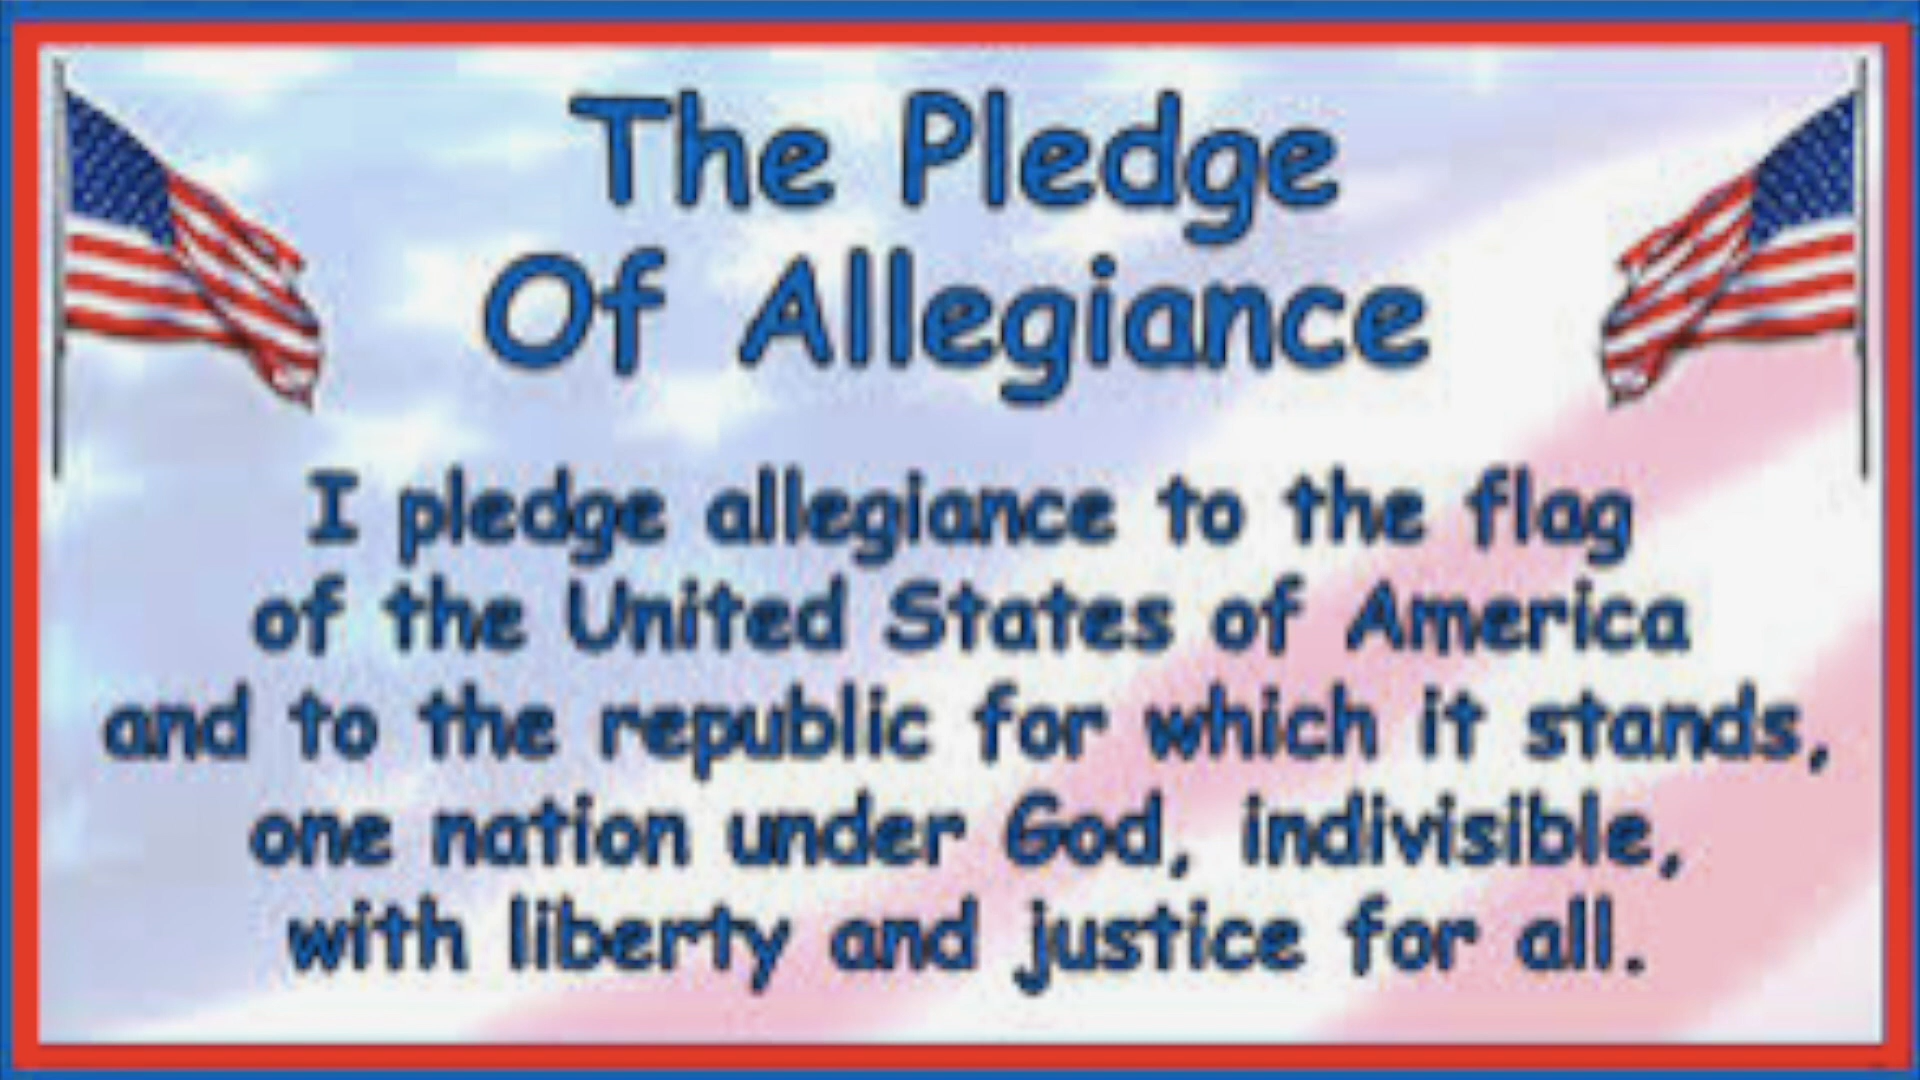 The Pledge
Of Allegiance
I pledge allegiance to the flag
of the United States of America
and to the republic for which it stands,
one nation under God, indivisible,
with liberty and justice for all.